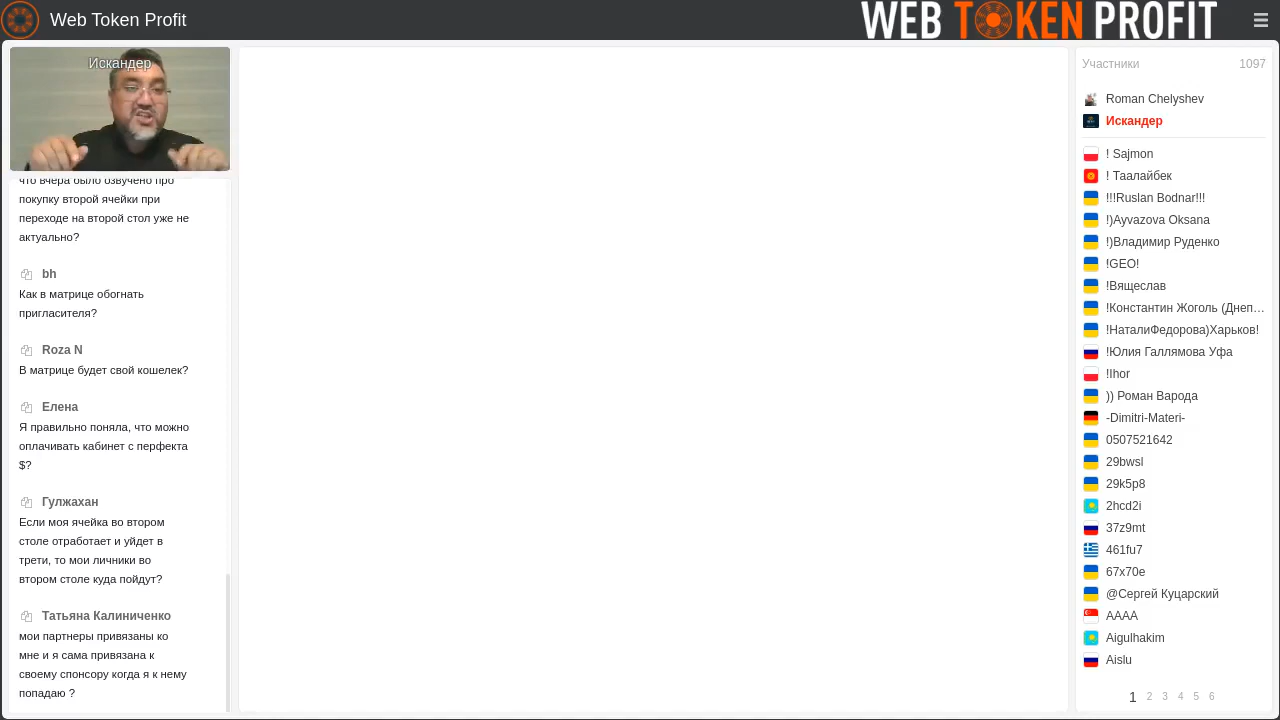 Web Token Profit
WEB TOKEN PROFIT
Искандер
что вчера было озвучено про
покупку второй ячейки при
переходе на второй стол уже не
актуально?
bh
Как в матрице обогнать
пригласителя?
Roza N
В матрице будет свой кошелек?
Елена
Я правильно поняла, что можно
оплачивать кабинет с перфекта
$?
Гулжахан
Если моя ячейка во втором
столе отработает и уйдет в
трети, то мои личники во
втором столе куда пойдут?
Татьяна Калиниченко
мои партнеры привязаны ко
мне и я сама привязана к
своему спонсору когда я к нему
попадаю ?
Участники 1097
Roman Chelyshev
Искандер
! Sajmon
! Таалайбек
!!!Ruslan Bodnar!!!
!)Ayvazova Oksana
!)Владимир Руденко
!GEO!
!Вящеслав
!Константин Жоголь (Днеп…
!НаталиФедорова)Харьков!
!Юлия Галлямова Уфа
!Ihor
)) Роман Варода
-Dimitri-Materi-
0507521642
29bwsl
29k5p8
2hcd2i
37z9mt
461fu7
67x70e
@Сергей Куцарский
AAAA
Aigulhakim
Aislu
1 2 3 4 5 6